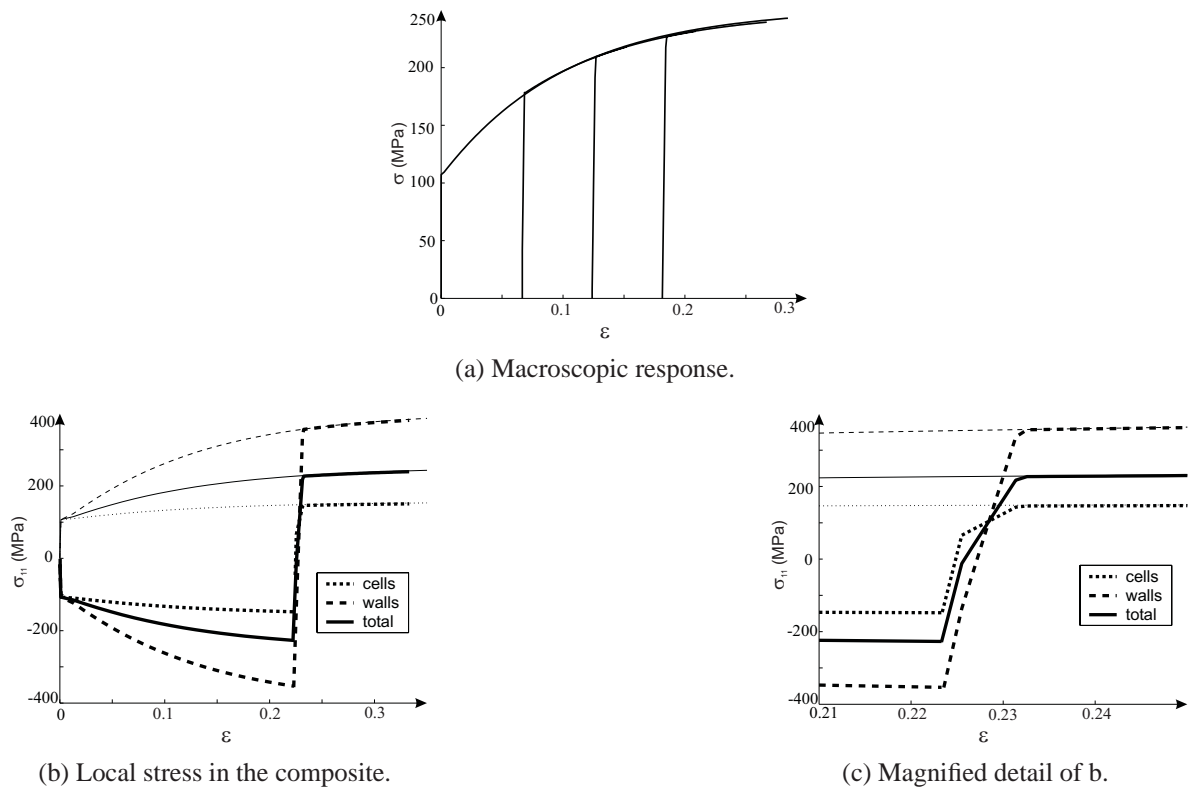 250
200
150
100
50
0
σ (MPa)
0
0.1
0.2
0.3
ε
(a) Macroscopic response.
400
200
0
-200
-400
σ₁₁ (MPa)
0
0.1
0.2
0.3
ε
cells
walls
total
(b) Local stress in the composite.
400
200
0
-200
-400
σ₁₁ (MPa)
0.21
0.22
0.23
0.24
ε
cells
walls
total
(c) Magnified detail of b.